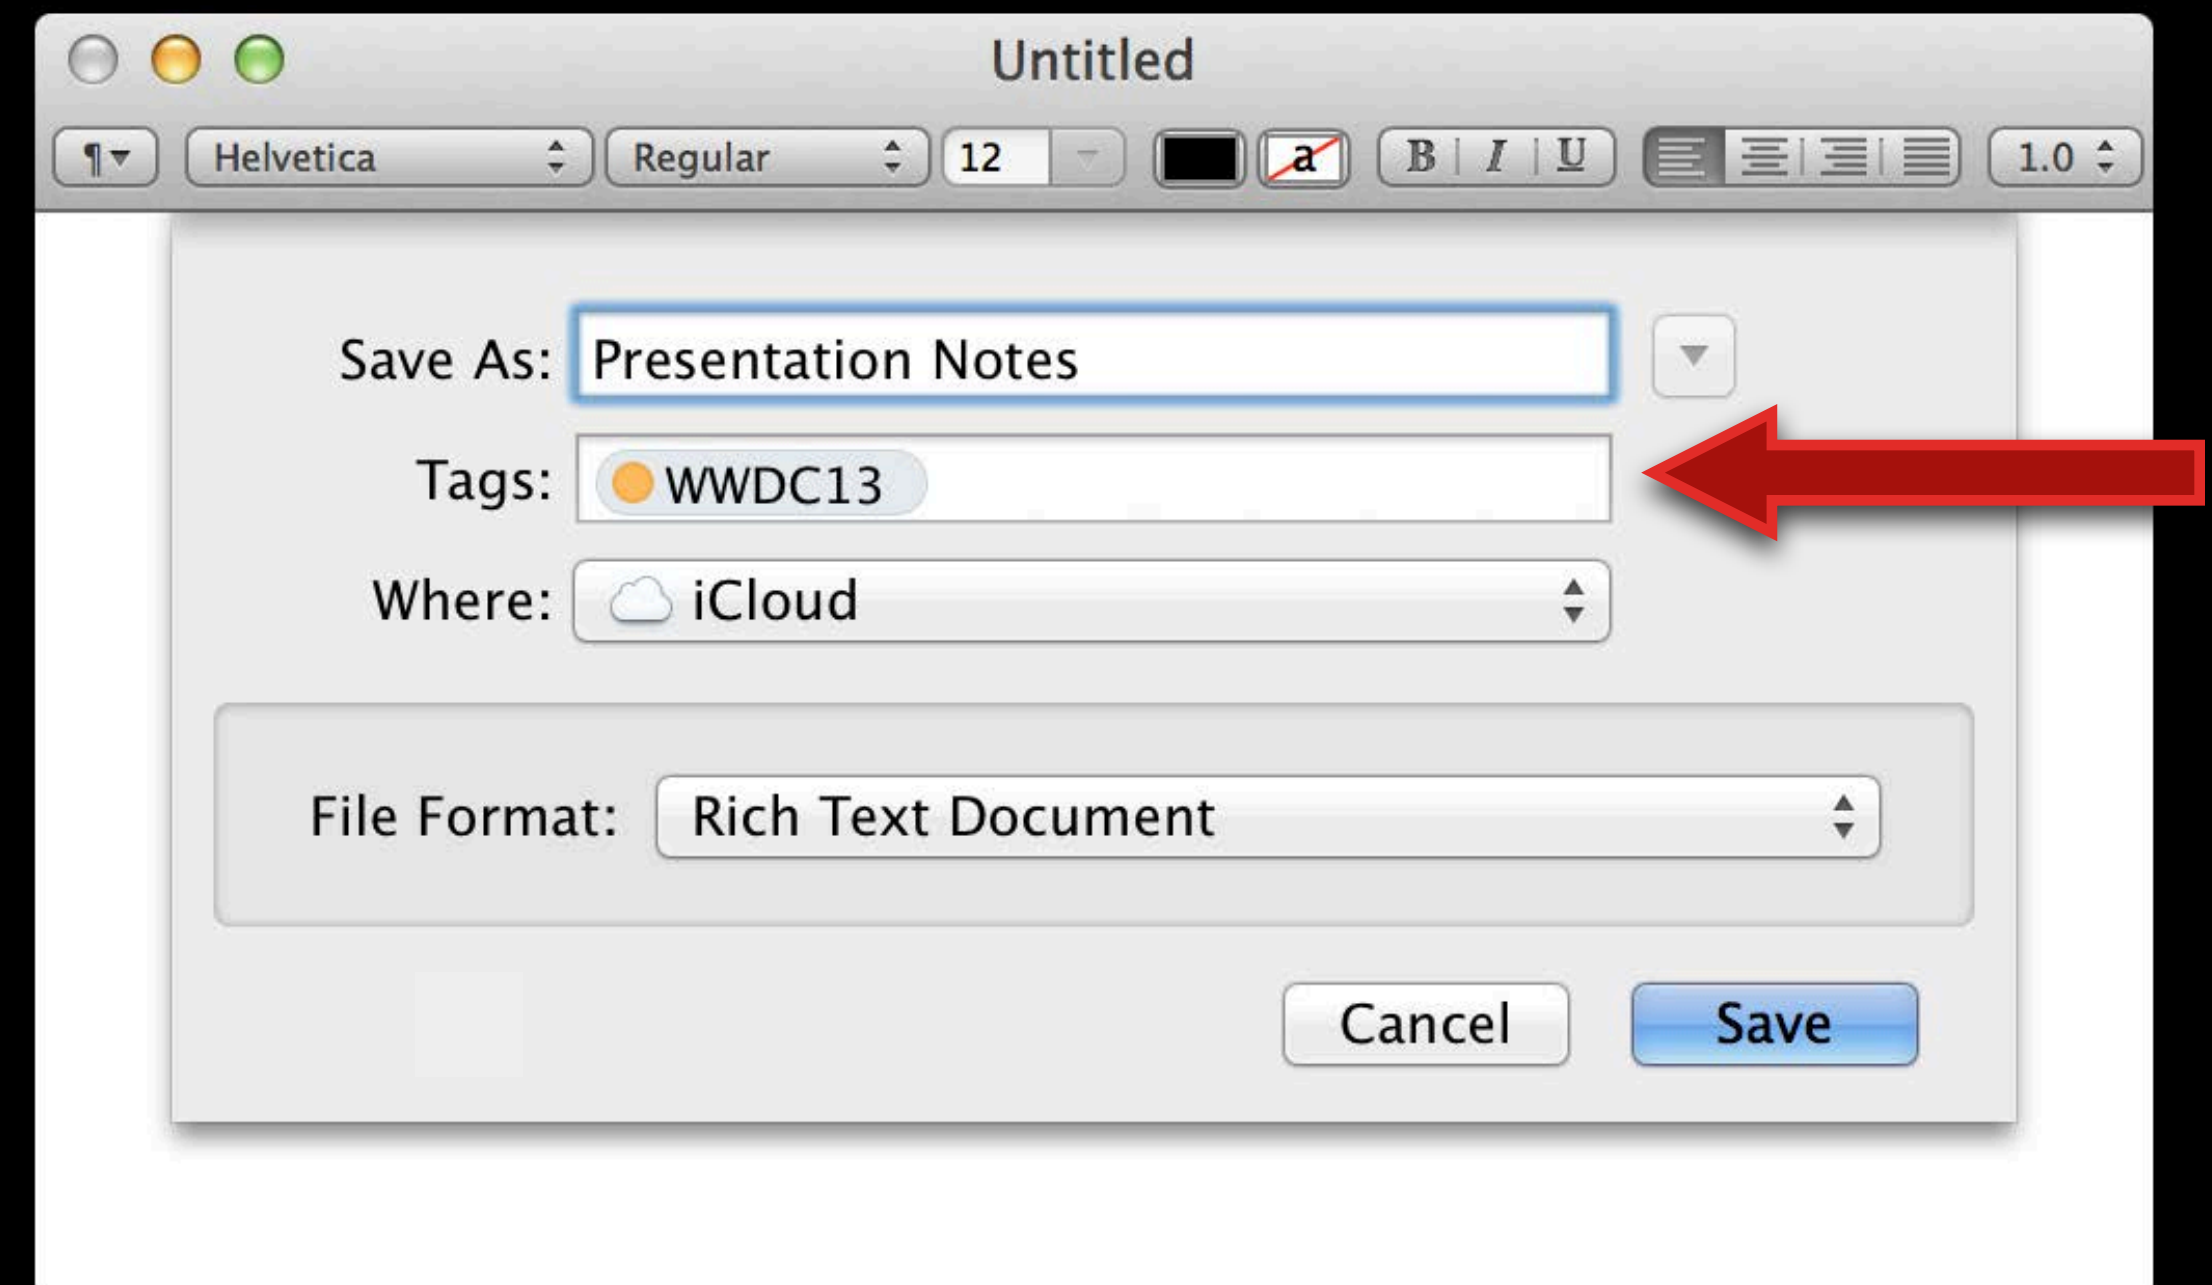 Untitled
¶ Helvetica Regular 12 a B I U 1.0
Save As: Presentation Notes
Tags: WWDC13
Where: iCloud
File Format: Rich Text Document
Cancel Save